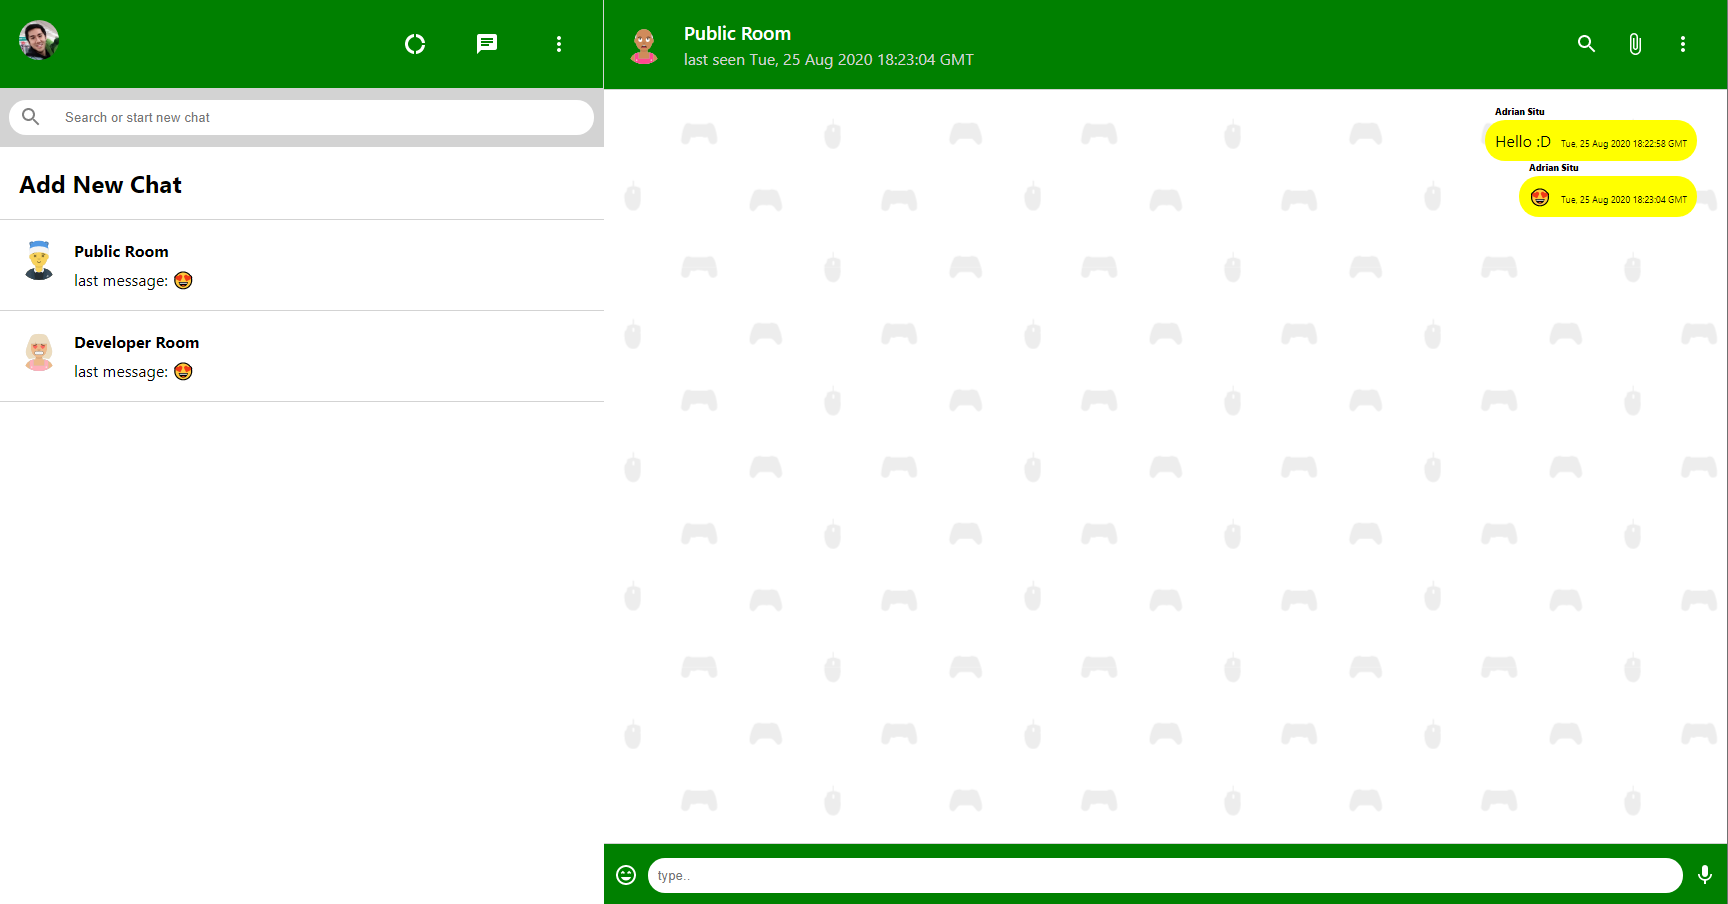 Search or start new chat
Add New Chat
Public Room
last message: 😍
Developer Room
last message: 😍
Public Room
last seen Tue, 25 Aug 2020 18:23:04 GMT
Adrian Situ
Hello :D Tue, 25 Aug 2020 18:22:58 GMT
Adrian Situ
😍 Tue, 25 Aug 2020 18:23:04 GMT
type..